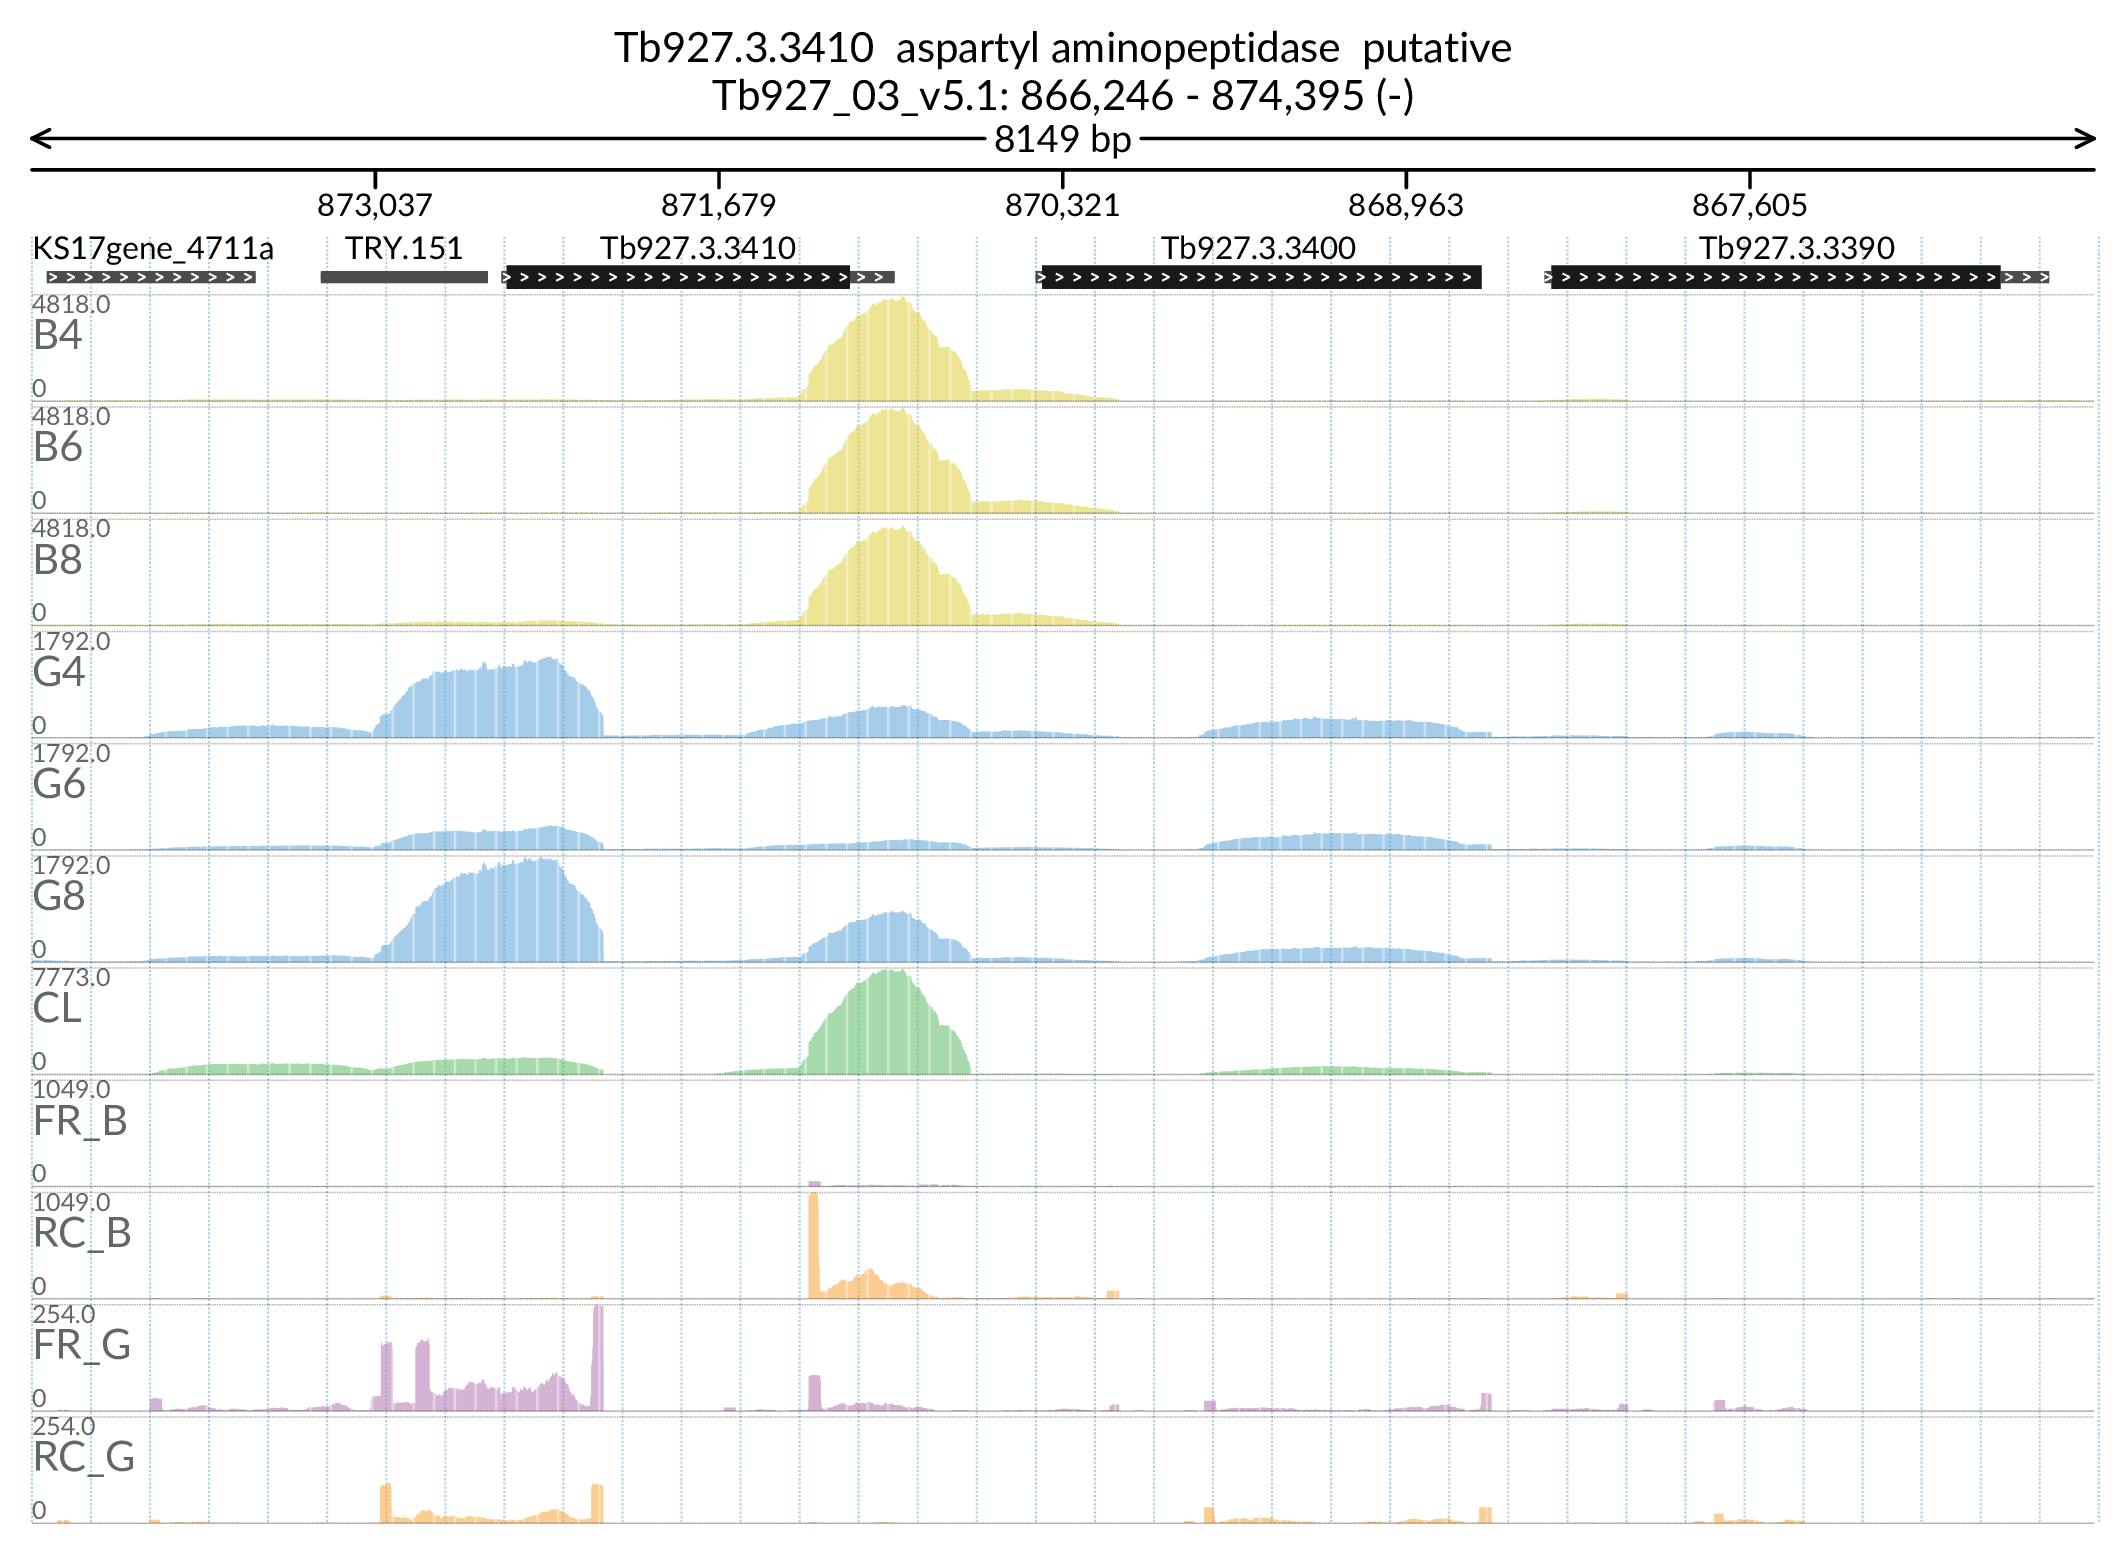 Tb927.3.3410  aspartyl aminopeptidase  putative
Tb927_03_v5.1: 866,246 - 874,395 (-)
8149 bp
873,037 871,679 870,321 868,963 867,605
KS17gene_4711a TRY.151 Tb927.3.3410 Tb927.3.3400 Tb927.3.3390
4818.0
B4
0
4818.0
B6
0
4818.0
B8
0
1792.0
G4
0
1792.0
G6
0
1792.0
G8
0
7773.0
CL
0
1049.0
FR_B
0
1049.0
RC_B
0
254.0
FR_G
0
254.0
RC_G
0